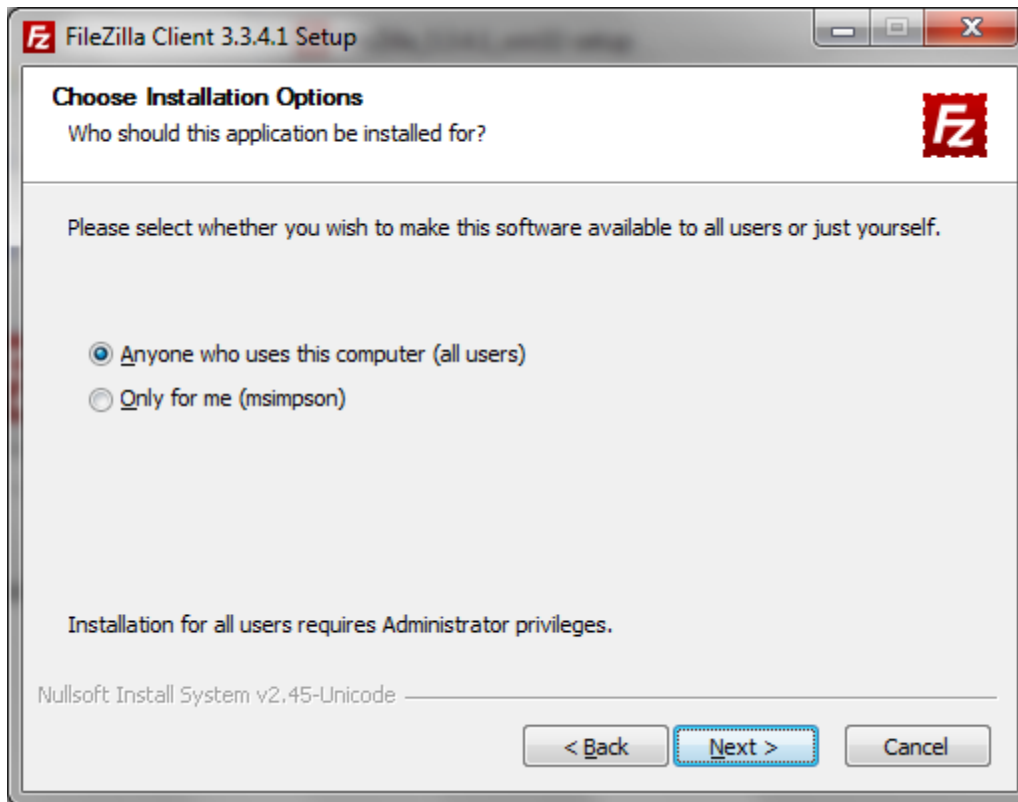 FileZilla Client 3.3.4.1 Setup
Choose Installation Options
Who should this application be installed for?
Fz
Please select whether you wish to make this software available to all users or just yourself.
Anyone who uses this computer (all users)
Only for me (msimpson)
Installation for all users requires Administrator privileges.
Nullsoft Install System v2.45-Unicode
< Back Next > Cancel